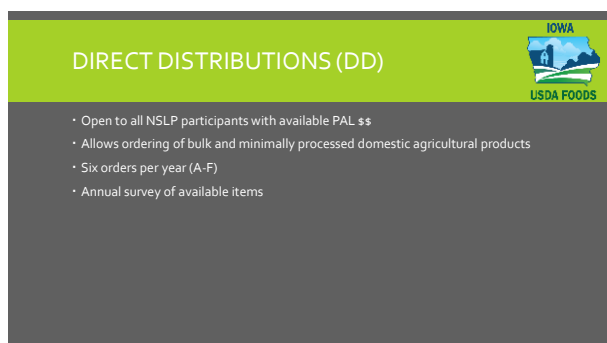 IOWA
DIRECT DISTRIBUTIONS (DD)
USDA FOODS
· Open to all NSLP participants with available PAL $$
· Allows ordering of bulk and minimally processed domestic agricultural products
· Six orders per year (A-F)
· Annual survey of available items